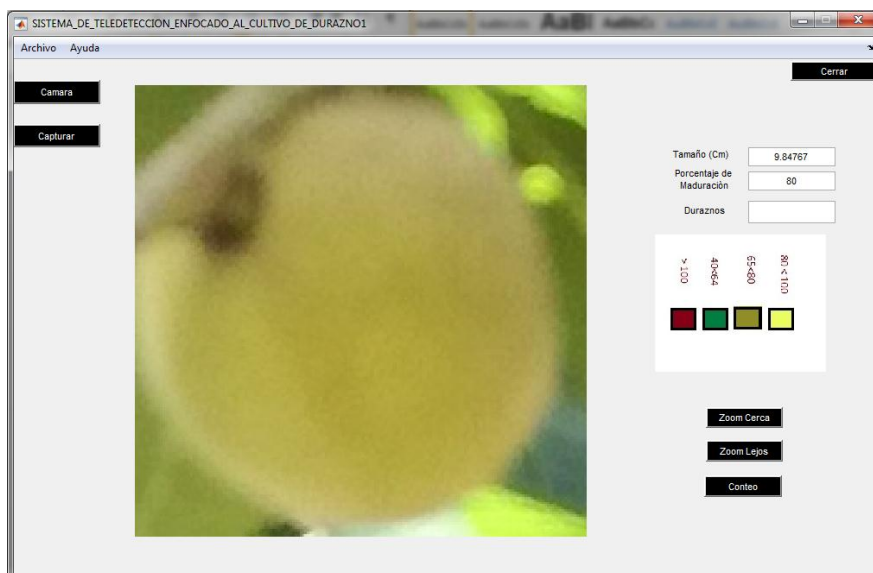 SISTEMA_DE_TELEDETECCION_ENFOCADO_AL_CULTIVO_DE_DURAZNO1
Archivo Ayuda
Cerrar
Camara
Capturar
Tamaño (Cm) 9.84767
Porcentaje de
Maduración 80
Duraznos
> 100
40<64
65<80
80 < 100
Zoom Cerca
Zoom Lejos
Conteo